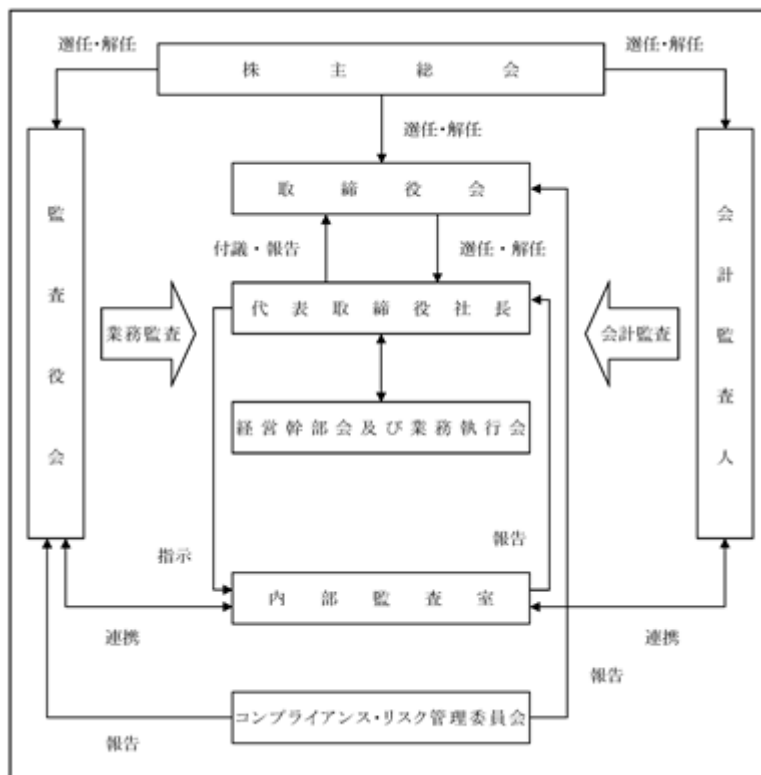 選任・解任
株主総会
選任・解任
選任・解任
取締役会
監査役会
会計監査人
付議・報告
選任・解任
代表取締役社長
業務監査
会計監査
経営幹部会及び業務執行会
指示
報告
内部監査室
連携
連携
報告
コンプライアンス・リスク管理委員会
報告